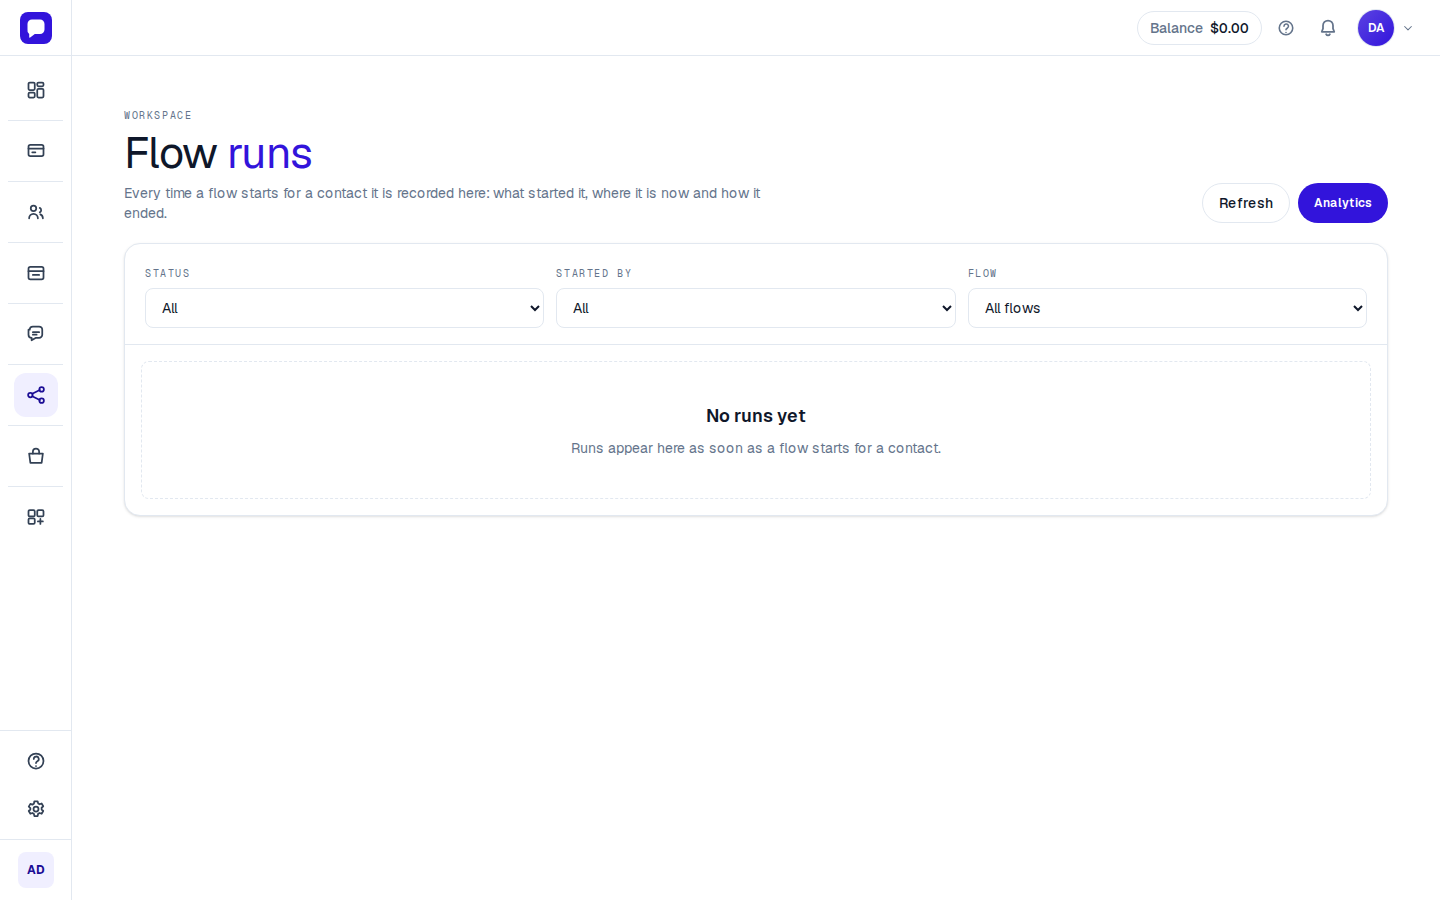 Balance $0.00
DA
WORKSPACE
Flow runs
Every time a flow starts for a contact it is recorded here: what started it, where it is now and how it
ended.
Refresh
Analytics
STATUS
STARTED BY
FLOW
All
All
All flows
No runs yet
Runs appear here as soon as a flow starts for a contact.
AD